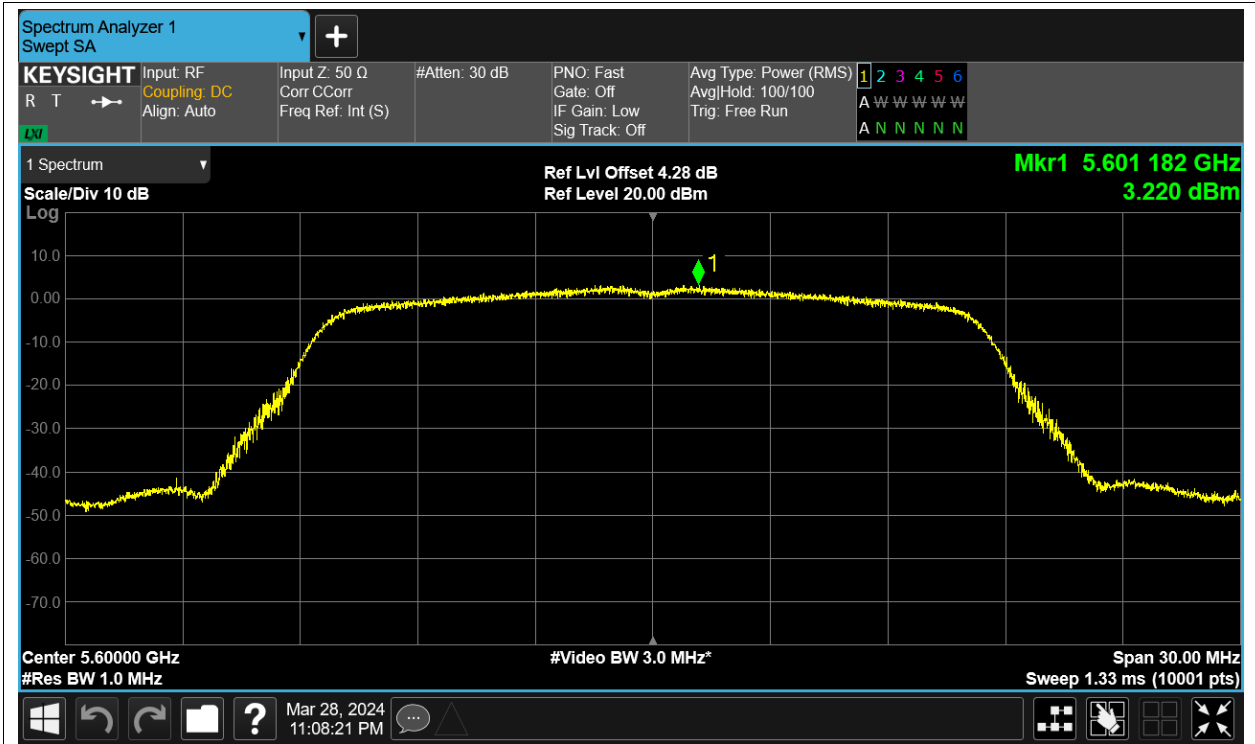 Spectrum Analyzer 1
Swept SA
KEYSIGHT
R T
LXI
Input: RF
Coupling: DC
Align: Auto
Input Z: 50 Ω
Corr CCorr
Freq Ref: Int (S)
#Atten: 30 dB
PNO: Fast
Gate: Off
IF Gain: Low
Sig Track: Off
Avg Type: Power (RMS)
Avg|Hold: 100/100
Trig: Free Run
1 2 3 4 5 6
A W W W W W
A N N N N N
1 Spectrum
Scale/Div 10 dB
Log
Ref Lvl Offset 4.28 dB
Ref Level 20.00 dBm
Mkr1 5.601 182 GHz
3.220 dBm
1
10.0
0.00
-10.0
-20.0
-30.0
-40.0
-50.0
-60.0
-70.0
Center 5.60000 GHz
#Res BW 1.0 MHz
#Video BW 3.0 MHz*
Span 30.00 MHz
Sweep 1.33 ms (10001 pts)
?
Mar 28, 2024
11:08:21 PM